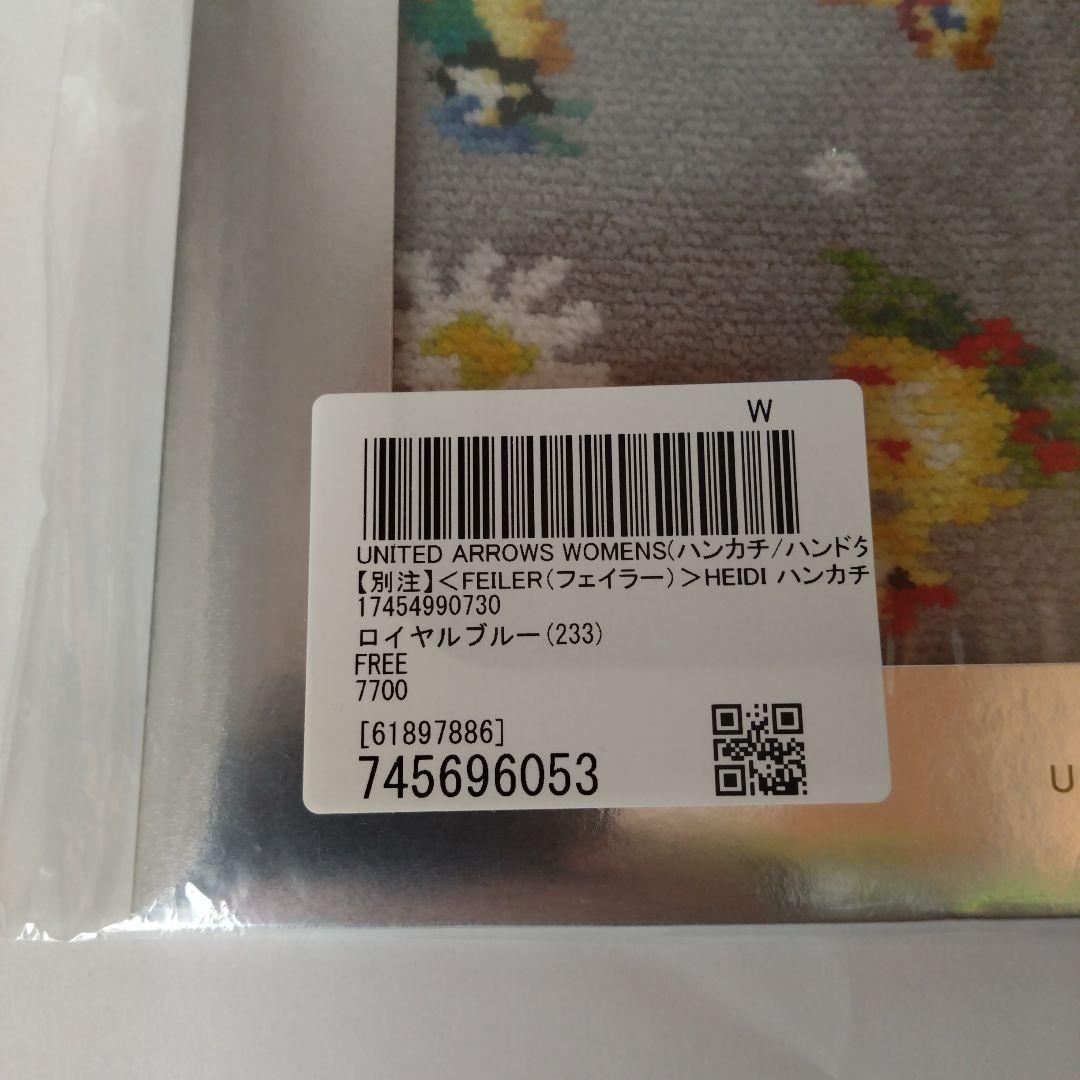 W
UNITED ARROWS WOMENS(ハンカチ/ハンドタ
【別注】＜FEILER(フェイラー)＞HEIDI ハンカチ
17454990730
ロイヤルブルー(233)
FREE
7700
[61897886]
745696053
U